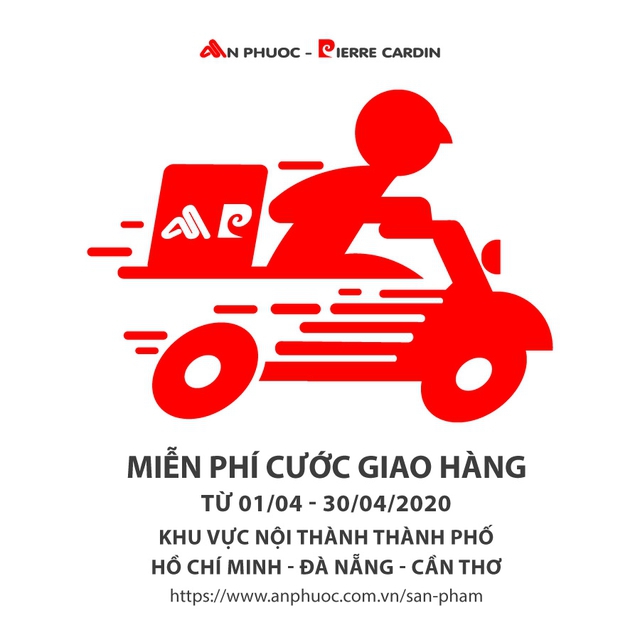 AN PHUOC - PIERRE CARDIN
A P
MIỄN PHÍ CƯỚC GIAO HÀNG
TỪ 01/04 - 30/04/2020
KHU VỰC NỘI THÀNH THÀNH PHỐ
HỒ CHÍ MINH - ĐÀ NẴNG - CẦN THƠ
https://www.anphuoc.com.vn/san-pham